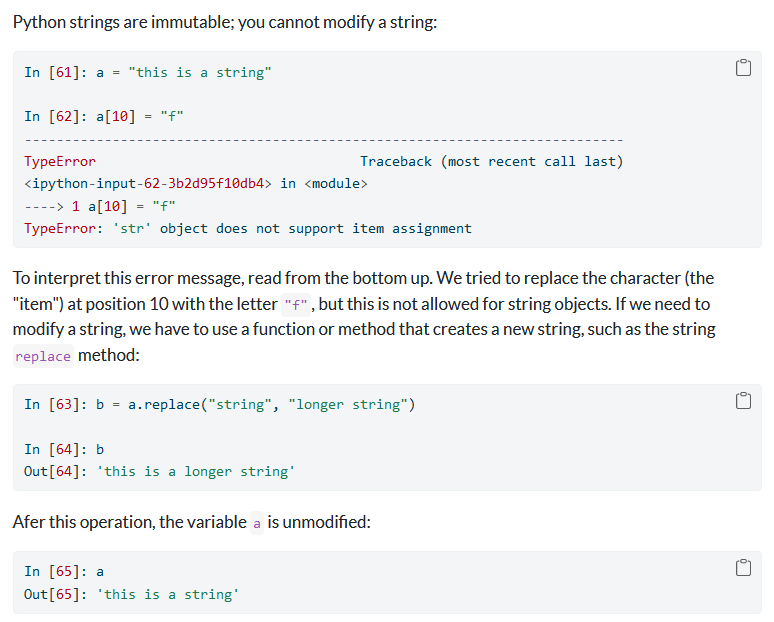 Python strings are immutable; you cannot modify a string:
In [61]: a = "this is a string"
In [62]: a[10] = "f"
---------------------------------------------------------------------------
TypeError                                 Traceback (most recent call last)
<ipython-input-62-3b2d95f10db4> in <module>
----> 1 a[10] = "f"
TypeError: 'str' object does not support item assignment
To interpret this error message, read from the bottom up. We tried to replace the character (the
"item") at position 10 with the letter "f", but this is not allowed for string objects. If we need to
modify a string, we have to use a function or method that creates a new string, such as the string
replace method:
In [63]: b = a.replace("string", "longer string")
In [64]: b
Out[64]: 'this is a longer string'
Afer this operation, the variable a is unmodified:
In [65]: a
Out[65]: 'this is a string'